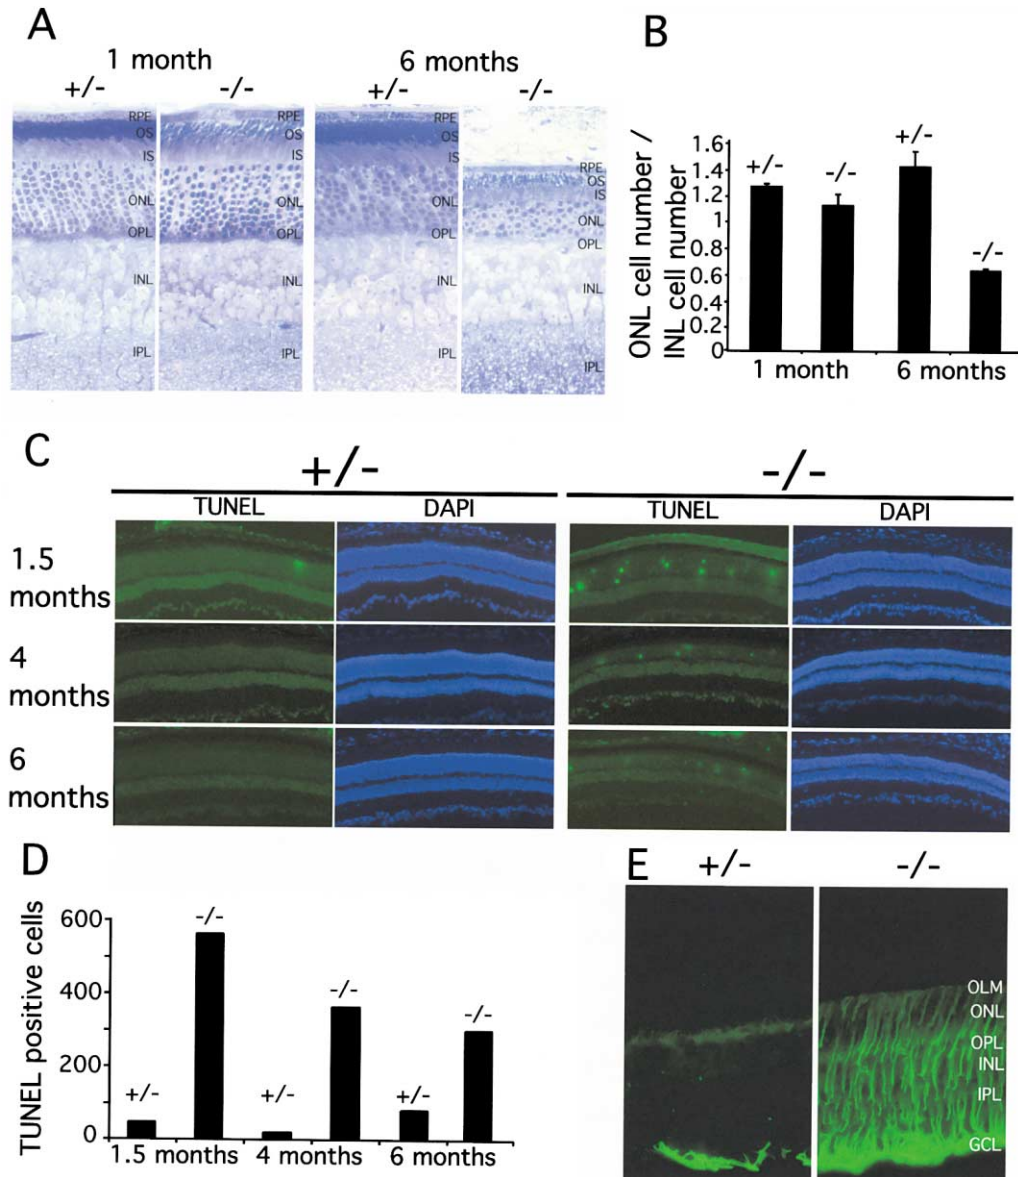 A
1 month
6 months
+/-
-/-
+/-
-/-
RPE
OS
IS
ONL
OPL
INL
IPL
RPE
OS
IS
ONL
OPL
INL
IPL
RPE
OS
IS
ONL
OPL
INL
IPL
RPE
OS
IS
ONL
OPL
INL
IPL
B
ONL cell number /
INL cell number
1.6
1.4
1.2
1
0.8
0.6
0.4
0.2
0
+/-
-/-
+/-
-/-
1 month
6 months
C
+/-
-/-
TUNEL
DAPI
TUNEL
DAPI
1.5
months
4
months
6
months
D
TUNEL positive cells
600
400
200
0
+/-
-/-
+/-
-/-
+/-
-/-
1.5 months
4 months
6 months
E
+/-
-/-
OLM
ONL
OPL
INL
IPL
GCL